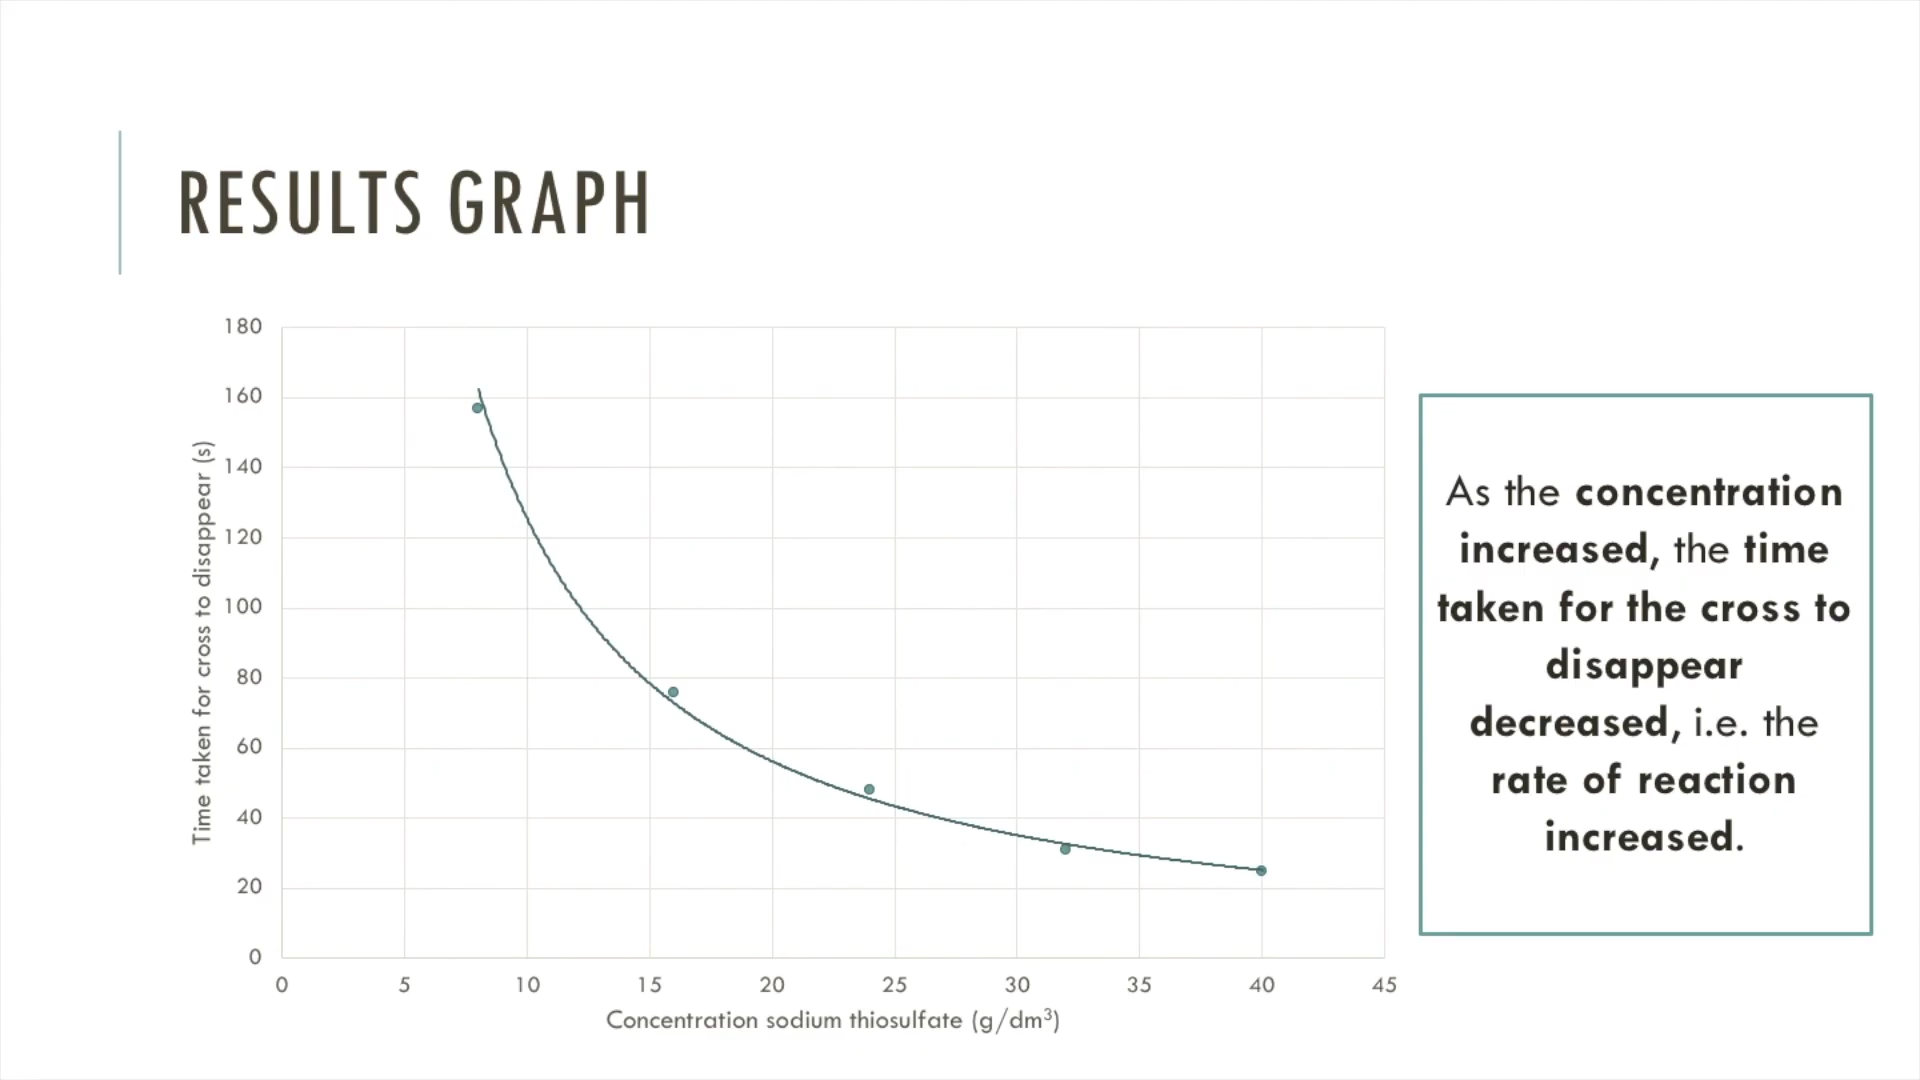 RESULTS GRAPH
180
160
140
120
100
80
60
40
20
0
Time taken for cross to disappear (s)
0 5 10 15 20 25 30 35 40 45
Concentration sodium thiosulfate (g/dm³)
As the concentration
increased, the time
taken for the cross to
disappear
decreased, i.e. the
rate of reaction
increased.